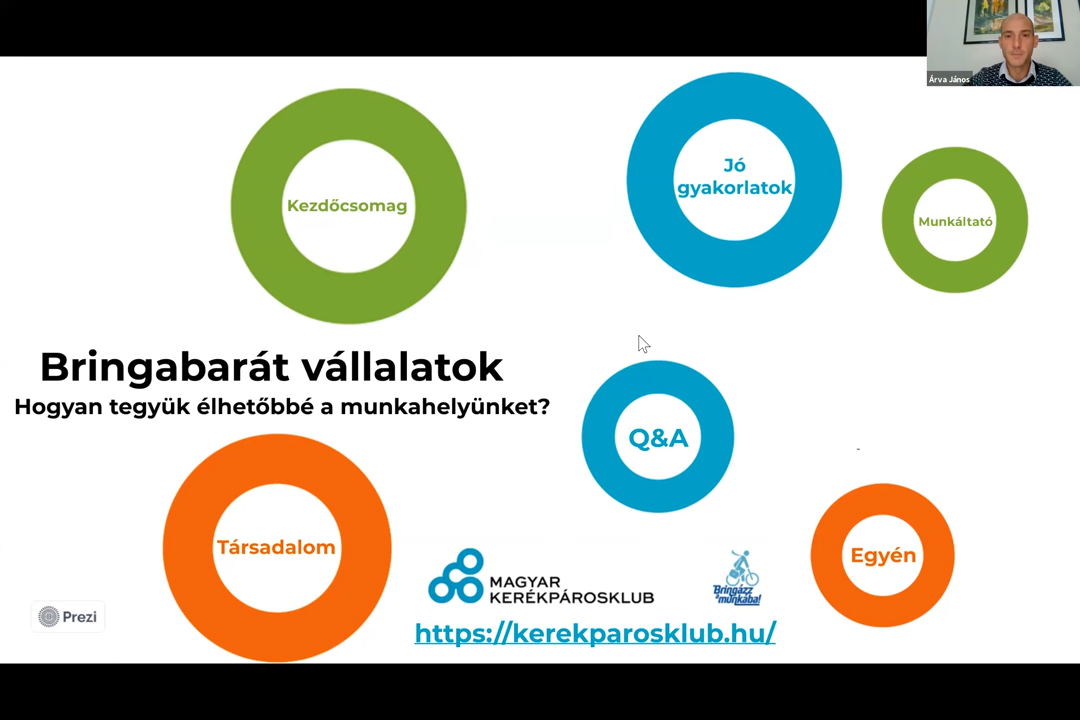 Árva János
Kezdőcsomag
Jó
gyakorlatok
Munkáltató
Bringabarát vállalatok
Hogyan tegyük élhetőbbé a munkahelyünket?
Q&A
Társadalom
Egyén
MAGYAR
KERÉKPÁROSKLUB
Bringázz
a munkába!
https://kerekparosklub.hu/
Prezi